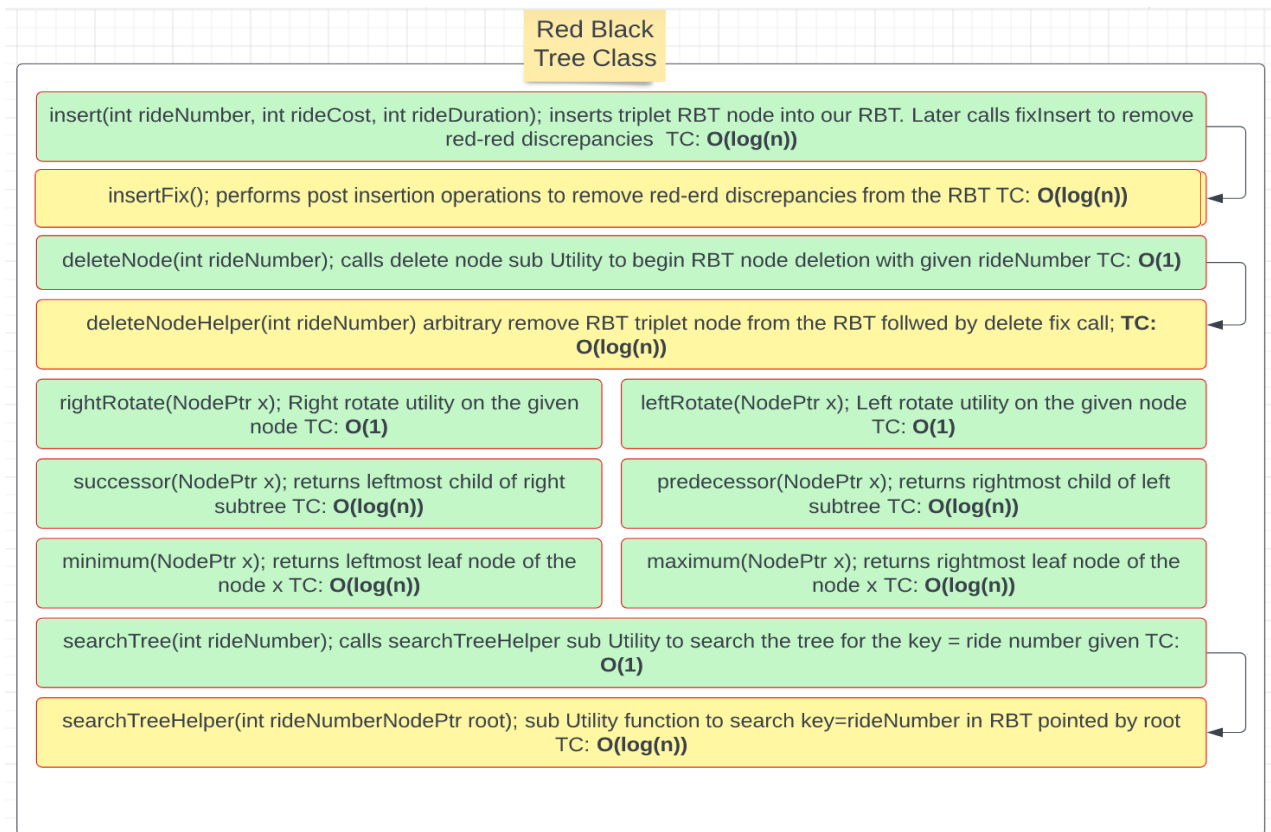 Red Black
Tree Class
insert(int rideNumber, int rideCost, int rideDuration); inserts triplet RBT node into our RBT. Later calls fixInsert to remove
red-red discrepancies  TC: O(log(n))
insertFix(); performs post insertion operations to remove red-erd discrepancies from the RBT TC: O(log(n))
deleteNode(int rideNumber); calls delete node sub Utility to begin RBT node deletion with given rideNumber TC: O(1)
deleteNodeHelper(int rideNumber) arbitrary remove RBT triplet node from the RBT follwed by delete fix call; TC:
O(log(n))
rightRotate(NodePtr x); Right rotate utility on the given
node TC: O(1)
leftRotate(NodePtr x); Left rotate utility on the given node
TC: O(1)
successor(NodePtr x); returns leftmost child of right
subtree TC: O(log(n))
predecessor(NodePtr x); returns rightmost child of left
subtree TC: O(log(n))
minimum(NodePtr x); returns leftmost leaf node of the
node x TC: O(log(n))
maximum(NodePtr x); returns rightmost leaf node of the
node x TC: O(log(n))
searchTree(int rideNumber); calls searchTreeHelper sub Utility to search the tree for the key = ride number given TC:
O(1)
searchTreeHelper(int rideNumberNodePtr root); sub Utility function to search key=rideNumber in RBT pointed by root
TC: O(log(n))